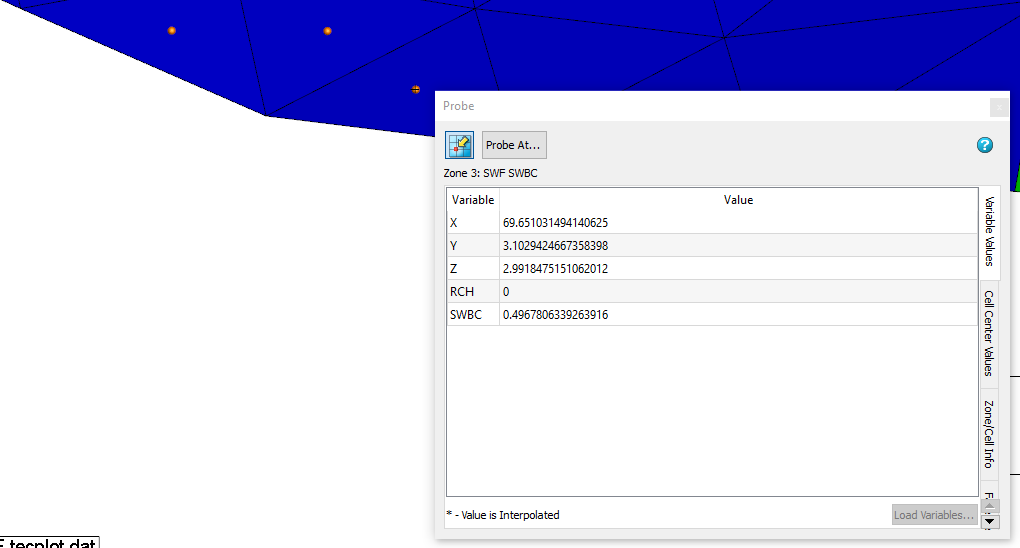 Probe
Probe At...
Zone 3: SWF SWBC
Variable Value
X 69.651031494140625
Y 3.1029424667358398
Z 2.9918475151062012
RCH 0
SWBC 0.4967806339263916
Variable Values
Cell Center Values
Zone/Cell Info
* - Value is Interpolated
Load Variables...
tecplot.dat